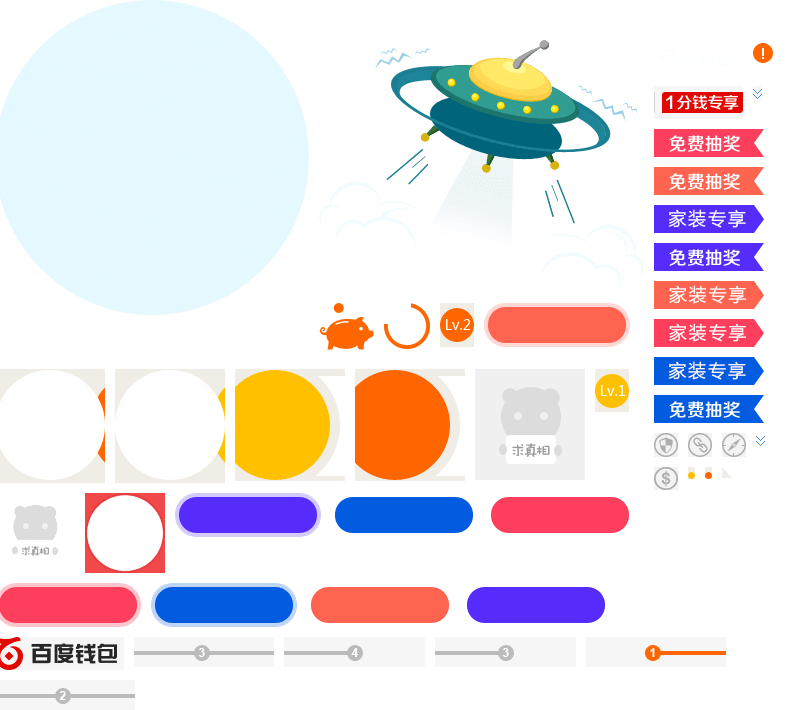 !
1分钱专享
免费抽奖
免费抽奖
家装专享
免费抽奖
家装专享
家装专享
家装专享
免费抽奖
Lv.2
Lv.1
求真相
$
求真相
百度钱包
3
4
3
1
2